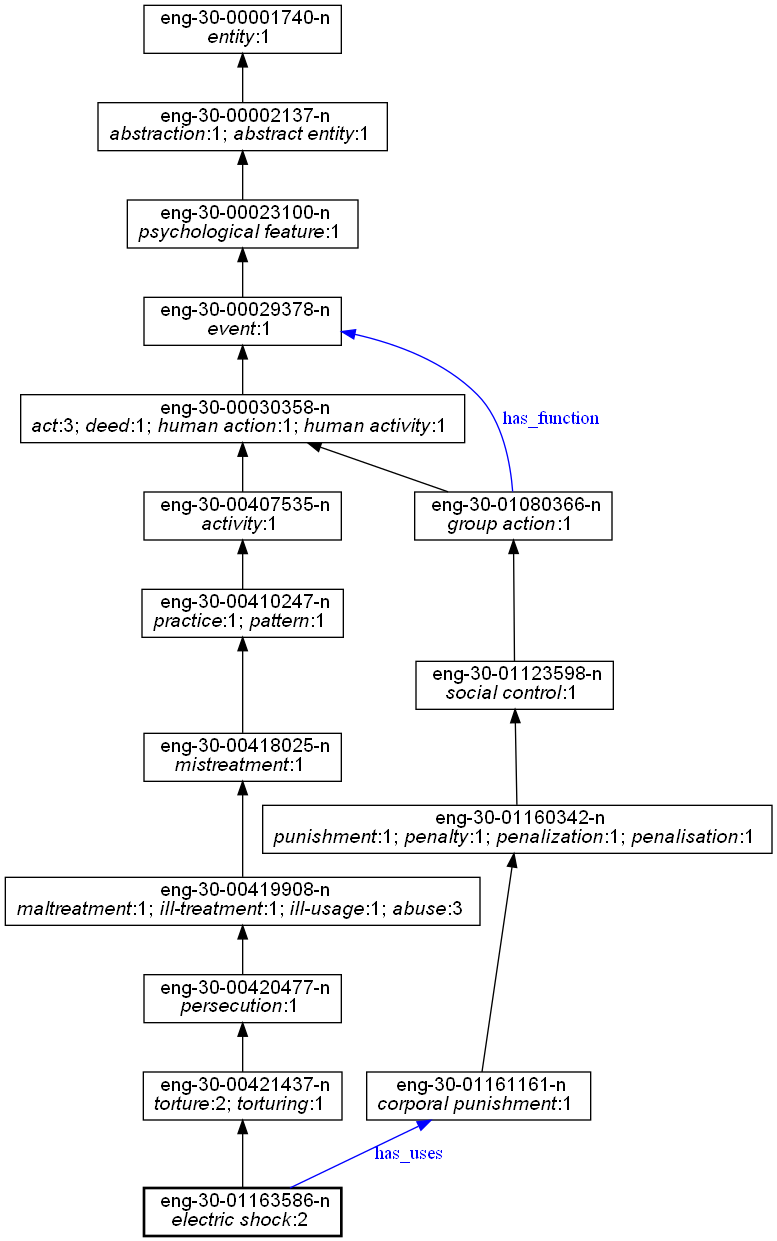 eng-30-00001740-n
entity:1
eng-30-00002137-n
abstraction:1; abstract entity:1
eng-30-00023100-n
psychological feature:1
eng-30-00029378-n
event:1
eng-30-00030358-n
act:3; deed:1; human action:1; human activity:1
has_function
eng-30-00407535-n
activity:1
eng-30-01080366-n
group action:1
eng-30-00410247-n
practice:1; pattern:1
eng-30-01123598-n
social control:1
eng-30-00418025-n
mistreatment:1
eng-30-01160342-n
punishment:1; penalty:1; penalization:1; penalisation:1
eng-30-00419908-n
maltreatment:1; ill-treatment:1; ill-usage:1; abuse:3
eng-30-00420477-n
persecution:1
eng-30-00421437-n
torture:2; torturing:1
eng-30-01161161-n
corporal punishment:1
has_uses
eng-30-01163586-n
electric shock:2